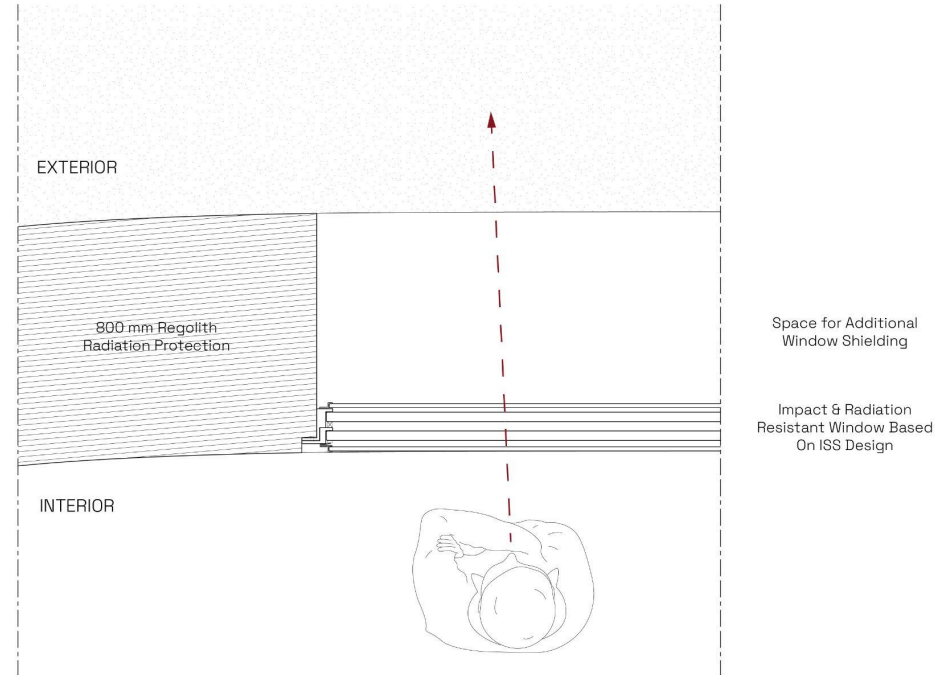 EXTERIOR
800 mm Regolith
Radiation Protection
Space for Additional
Window Shielding
Impact & Radiation
Resistant Window Based
On ISS Design
INTERIOR